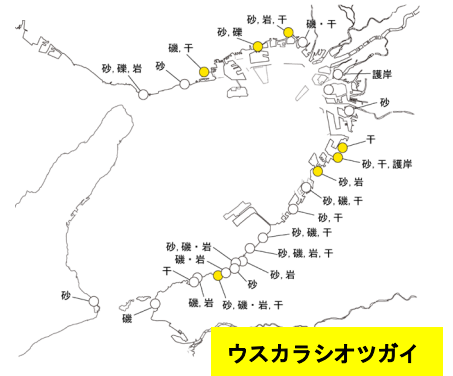 砂, 岩, 干
磯・干
砂, 礫
磯, 干
砂
砂, 礫, 岩
護岸
砂
干
砂, 干, 護岸
砂, 岩
砂, 磯, 干
砂, 干
砂, 磯, 干
砂, 磯・岩
砂, 磯, 岩, 干
磯・岩
干
砂, 岩
砂
磯, 岩
砂, 磯・岩, 干
砂
磯
ウスカラシオツガイ